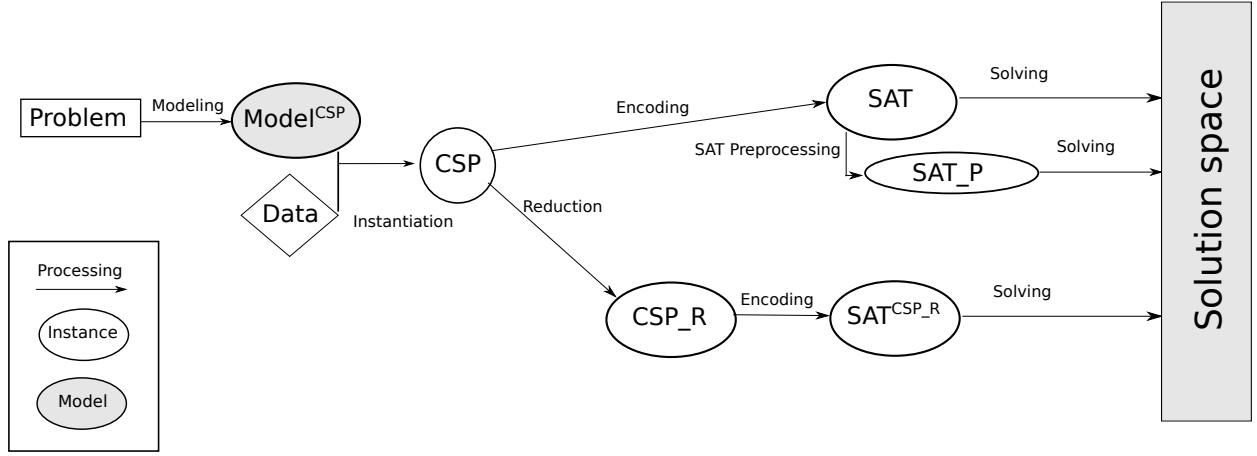 Problem
Modeling
Model^CSP
Data
Instantiation
CSP
Encoding
SAT
Solving
SAT Preprocessing
SAT_P
Solving
Reduction
CSP_R
Encoding
SAT^CSP_R
Solving
Solution space
Processing
Instance
Model